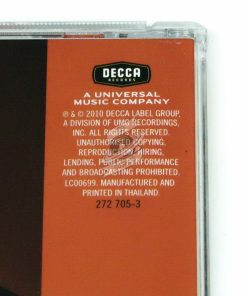 DECCA
RECORDS
A UNIVERSAL
MUSIC COMPANY
℗ & © 2010 DECCA LABEL GROUP,
A DIVISION OF UMG RECORDINGS,
INC. ALL RIGHTS RESERVED.
UNAUTHORISED COPYING,
REPRODUCTION, HIRING,
LENDING, PUBLIC PERFORMANCE
AND BROADCASTING PROHIBITED.
LC00699. MANUFACTURED AND
PRINTED IN THAILAND.
272 705-3